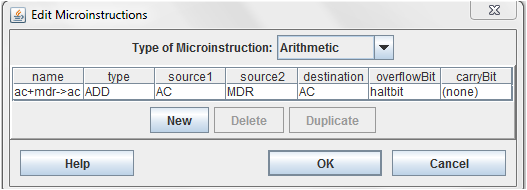 Edit Microinstructions
Type of Microinstruction: Arithmetic
name type source1 source2 destination overflowBit carryBit
ac+mdr->ac ADD AC MDR AC haltbit (none)
New Delete Duplicate
Help OK Cancel